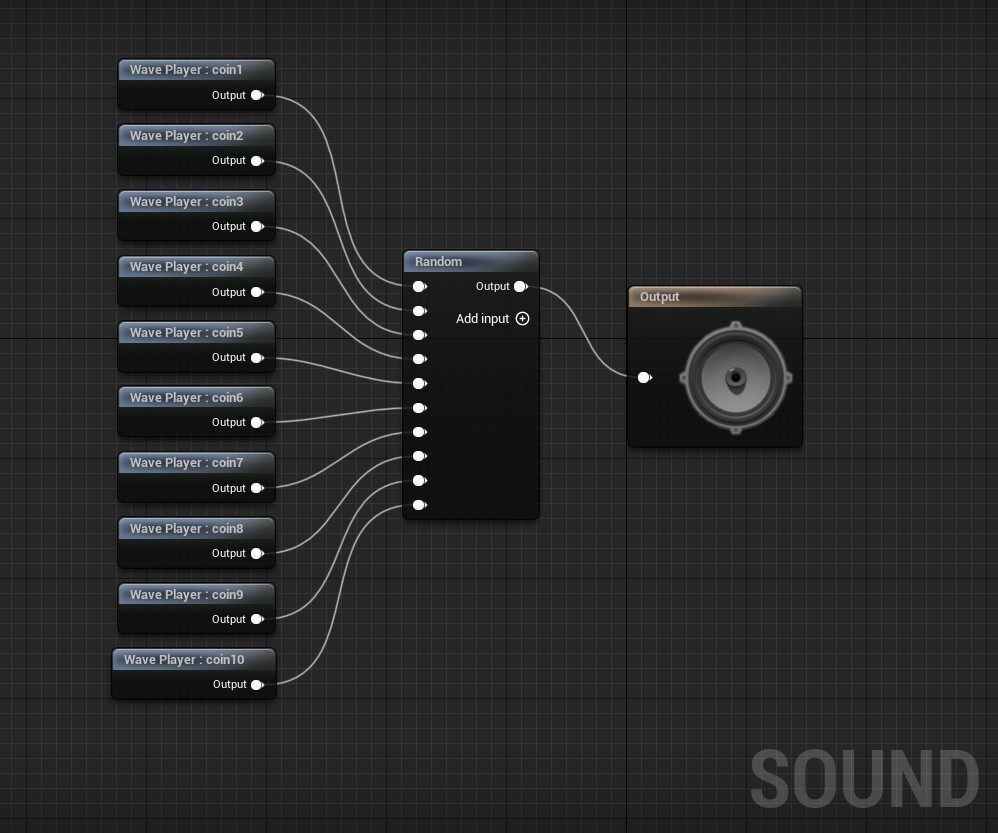 Wave Player : coin1
Output
Wave Player : coin2
Output
Wave Player : coin3
Output
Wave Player : coin4
Output
Wave Player : coin5
Output
Wave Player : coin6
Output
Wave Player : coin7
Output
Wave Player : coin8
Output
Wave Player : coin9
Output
Wave Player : coin10
Output
Random
Output
Add input
Output
SOUND